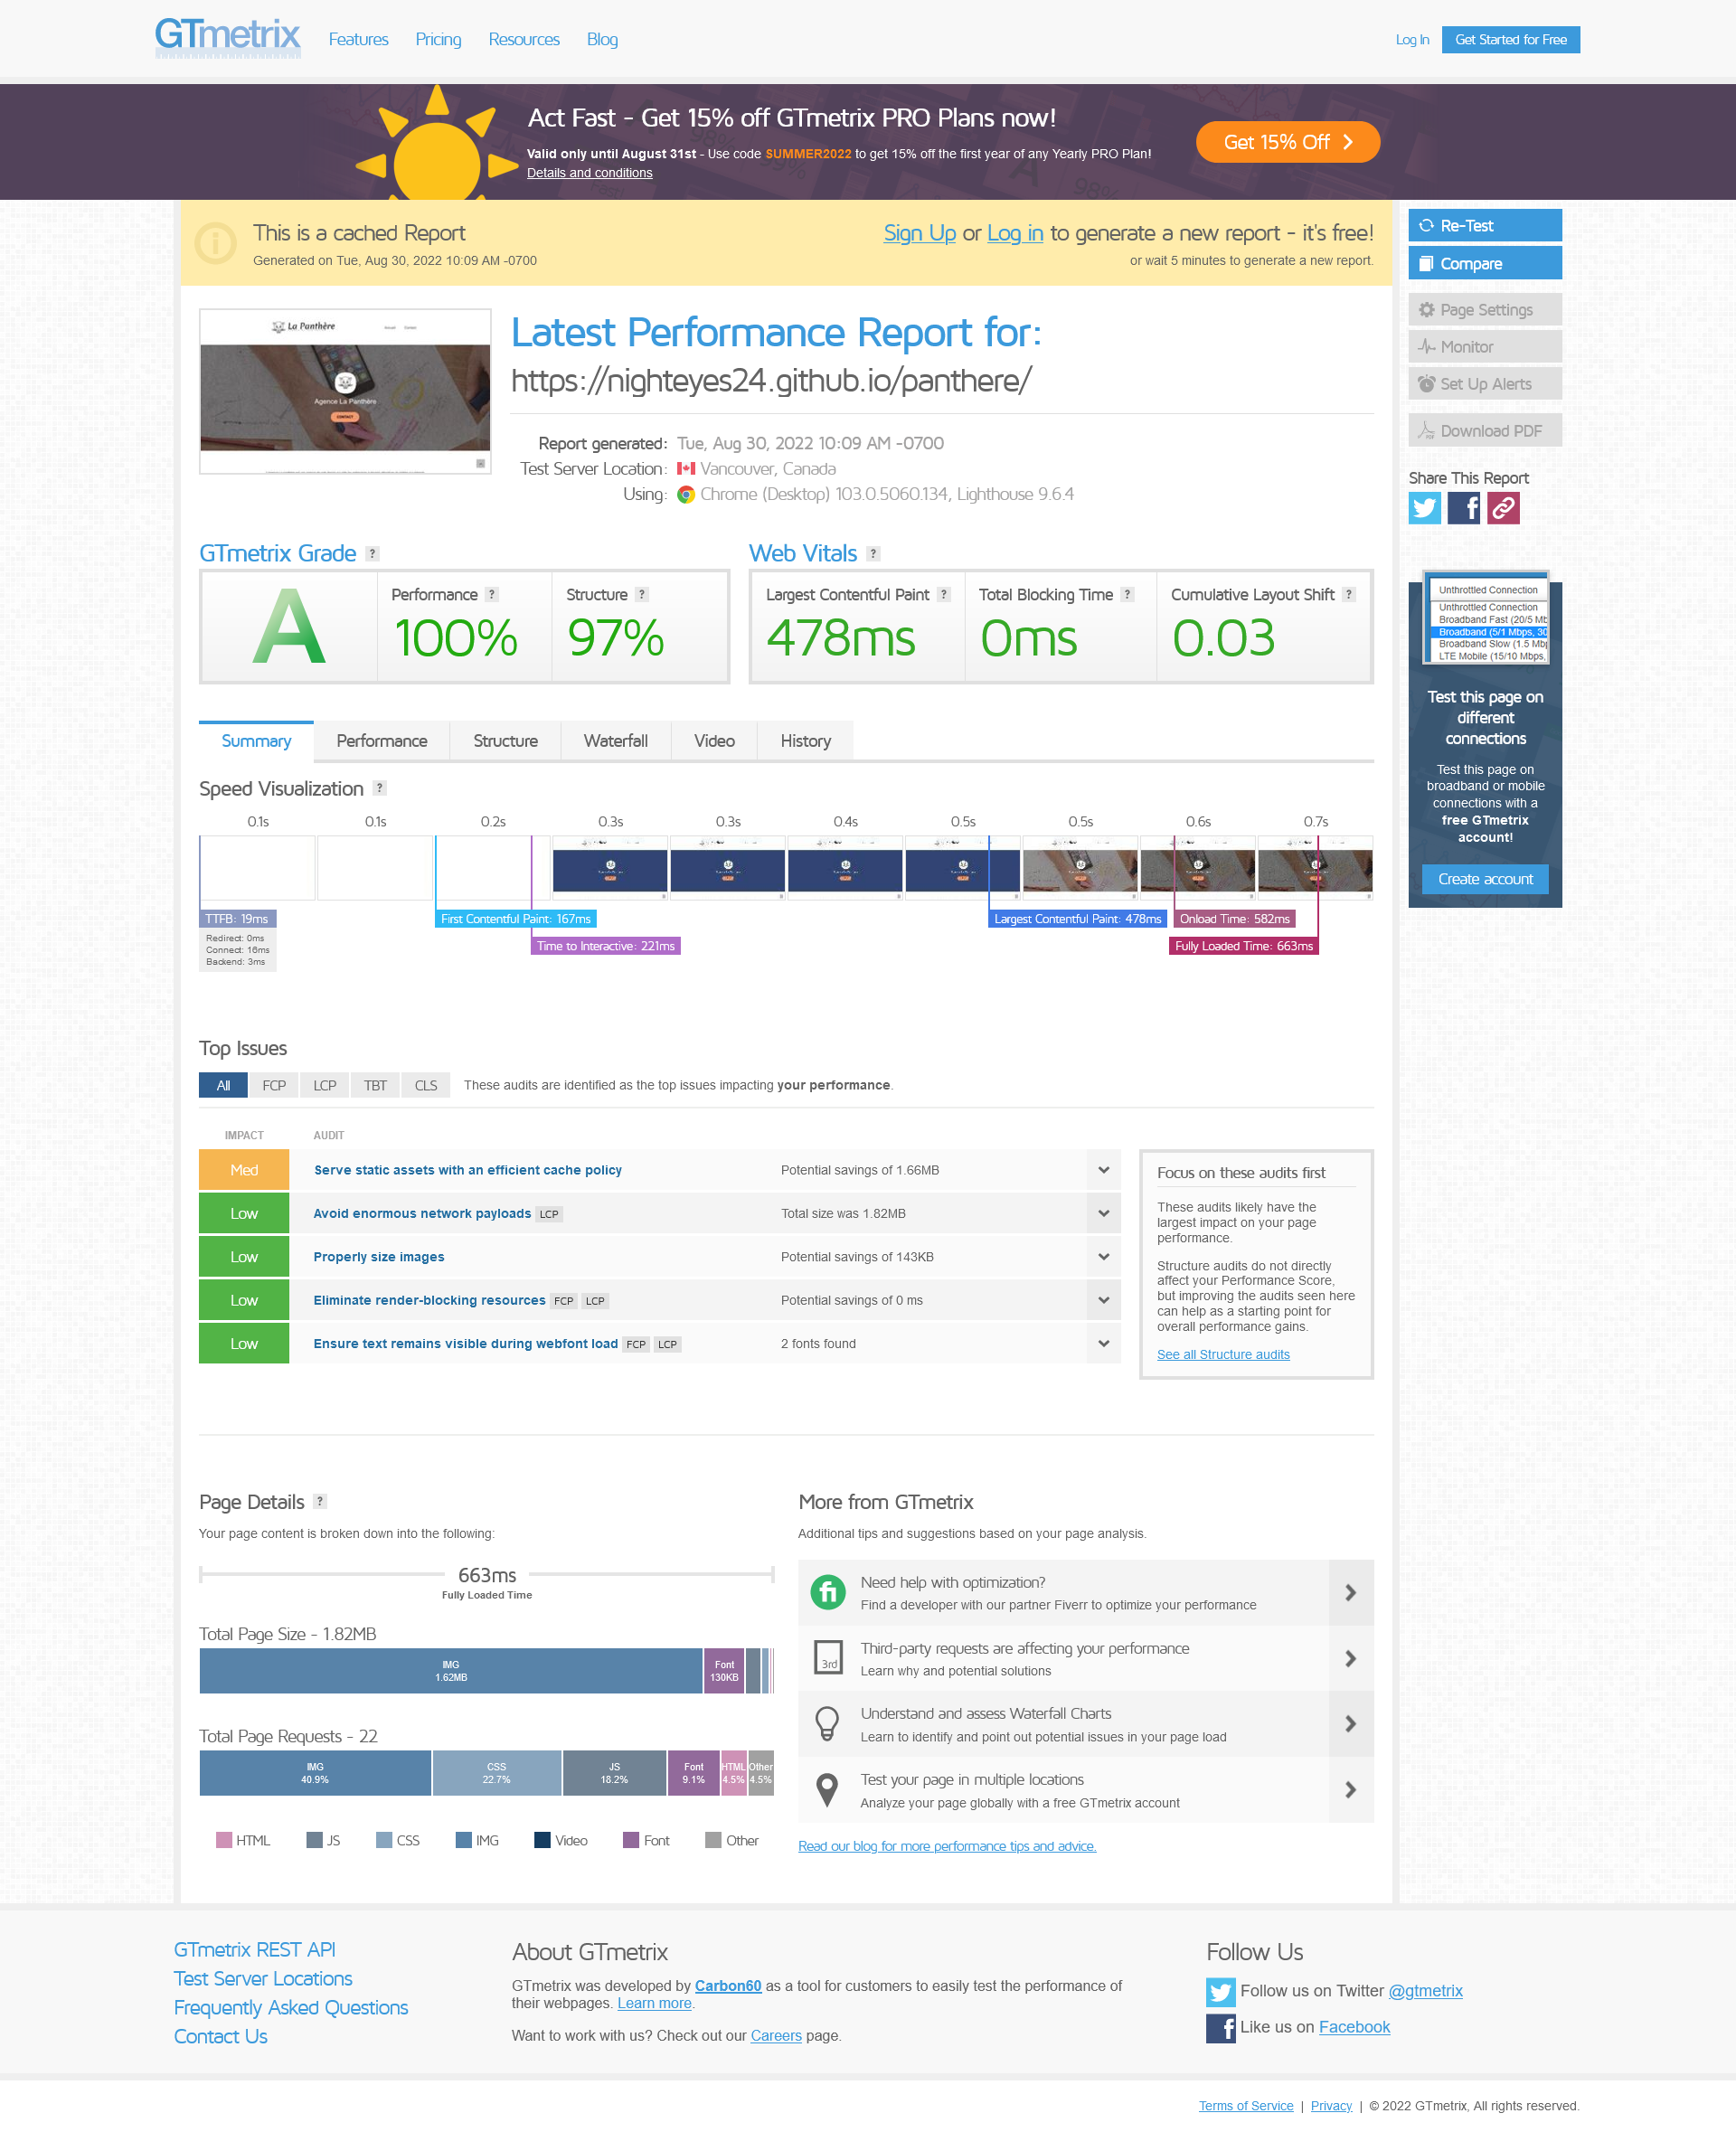 GTmetrix
Features Pricing Resources Blog
Log In Get Started for Free
Act Fast - Get 15% off GTmetrix PRO Plans now!
Valid only until August 31st - Use code SUMMER2022 to get 15% off the first year of any Yearly PRO Plan!
Details and conditions
Get 15% Off
This is a cached Report
Generated on Tue, Aug 30, 2022 10:09 AM -0700
Sign Up or Log in to generate a new report - it's free!
or wait 5 minutes to generate a new report.
Re-Test
Compare
Page Settings
Monitor
Set Up Alerts
Download PDF
Share This Report
La Panthère
Accueil Contact
Agence La Panthère
CONTACT
Latest Performance Report for:
https://nighteyes24.github.io/panthere/
Report generated: Tue, Aug 30, 2022 10:09 AM -0700
Test Server Location: Vancouver, Canada
Using: Chrome (Desktop) 103.0.5060.134, Lighthouse 9.6.4
GTmetrix Grade ?
A
Performance ?
100%
Structure ?
97%
Web Vitals ?
Largest Contentful Paint ?
478ms
Total Blocking Time ?
0ms
Cumulative Layout Shift ?
0.03
Unthrottled Connection
Unthrottled Connection
Broadband Fast (20/5 Mb
Broadband (5/1 Mbps, 30
Broadband Slow (1.5 Mbp
LTE Mobile (15/10 Mbps,
Test this page on
different
connections
Test this page on
broadband or mobile
connections with a
free GTmetrix
account!
Create account
Summary Performance Structure Waterfall Video History
Speed Visualization ?
0.1s 0.1s 0.2s 0.3s 0.3s 0.4s 0.5s 0.5s 0.6s 0.7s
TTFB: 19ms
Redirect: 0ms
Connect: 16ms
Backend: 3ms
First Contentful Paint: 167ms
Time to Interactive: 221ms
Largest Contentful Paint: 478ms
Onload Time: 582ms
Fully Loaded Time: 663ms
Top Issues
All FCP LCP TBT CLS These audits are identified as the top issues impacting your performance.
IMPACT AUDIT
Med Serve static assets with an efficient cache policy Potential savings of 1.66MB
Low Avoid enormous network payloads LCP Total size was 1.82MB
Low Properly size images Potential savings of 143KB
Low Eliminate render-blocking resources FCP LCP Potential savings of 0 ms
Low Ensure text remains visible during webfont load FCP LCP 2 fonts found
Focus on these audits first
These audits likely have the
largest impact on your page
performance.
Structure audits do not directly
affect your Performance Score,
but improving the audits seen here
can help as a starting point for
overall performance gains.
See all Structure audits
Page Details ?
Your page content is broken down into the following:
663ms
Fully Loaded Time
Total Page Size - 1.82MB
IMG
1.62MB
Font
130KB
Total Page Requests - 22
IMG
40.9%
CSS
22.7%
JS
18.2%
Font
9.1%
HTML
4.5%
Other
4.5%
HTML JS CSS IMG Video Font Other
More from GTmetrix
Additional tips and suggestions based on your page analysis.
fi
Need help with optimization?
Find a developer with our partner Fiverr to optimize your performance
3rd
Third-party requests are affecting your performance
Learn why and potential solutions
Understand and assess Waterfall Charts
Learn to identify and point out potential issues in your page load
Test your page in multiple locations
Analyze your page globally with a free GTmetrix account
Read our blog for more performance tips and advice.
GTmetrix REST API
Test Server Locations
Frequently Asked Questions
Contact Us
About GTmetrix
GTmetrix was developed by Carbon60 as a tool for customers to easily test the performance of
their webpages. Learn more.
Want to work with us? Check out our Careers page.
Follow Us
Follow us on Twitter @gtmetrix
Like us on Facebook
Terms of Service | Privacy | © 2022 GTmetrix, All rights reserved.